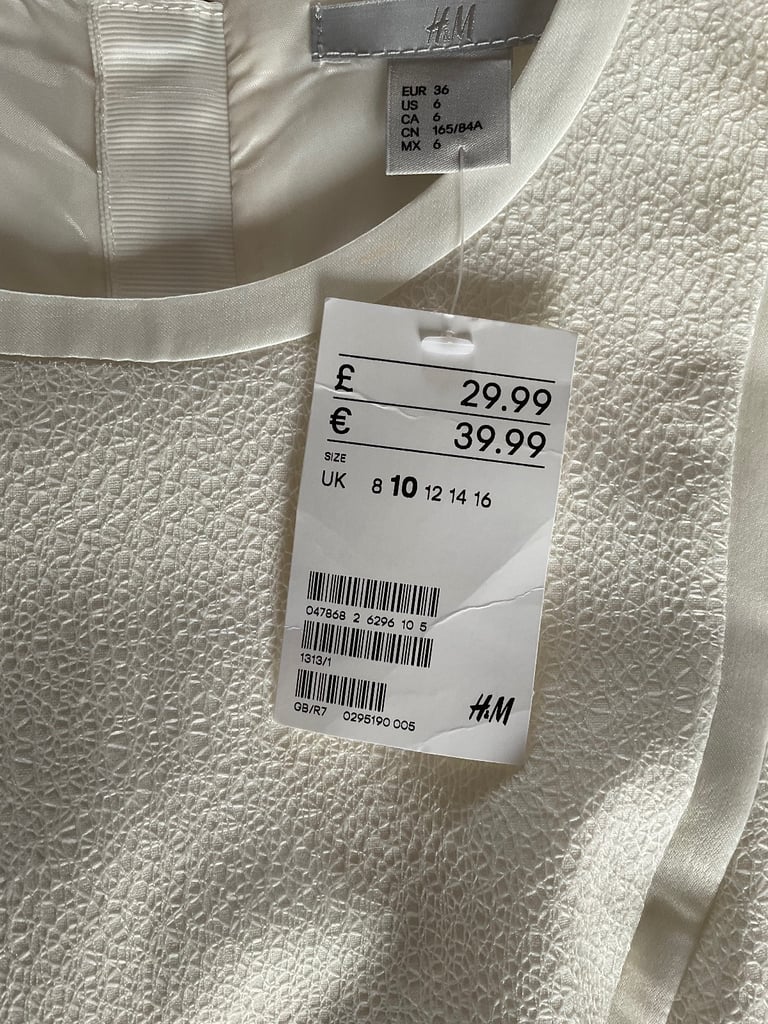 H&M
EUR 36
US 6
CA 6
CN 165/84A
MX 6
£ 29.99
€ 39.99
SIZE
UK 8 10 12 14 16
047868 2 6296 10 5
1313/1
GB/R7 0295190 005
H&M